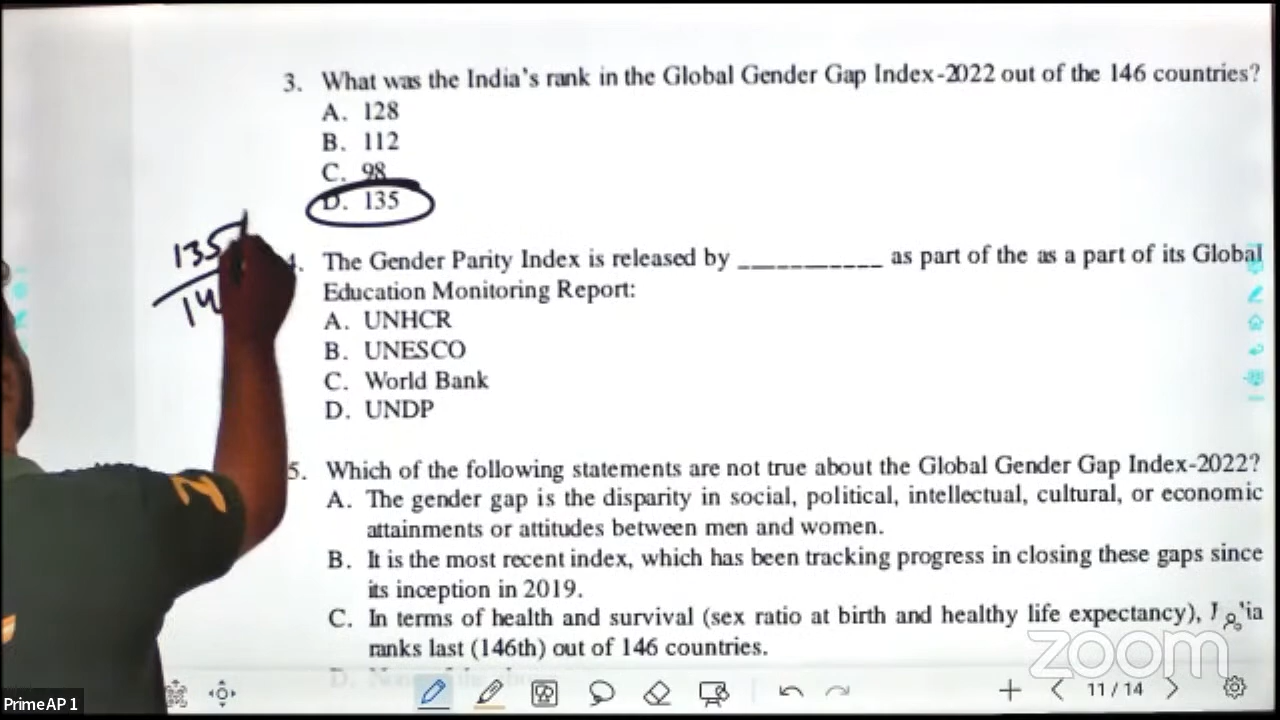 3. What was the India's rank in the Global Gender Gap Index-2022 out of the 146 countries?
A. 128
B. 112
C. 98
D. 135
135
14
4. The Gender Parity Index is released by ___________ as part of the as a part of its Global
Education Monitoring Report:
A. UNHCR
B. UNESCO
C. World Bank
D. UNDP
5. Which of the following statements are not true about the Global Gender Gap Index-2022?
A. The gender gap is the disparity in social, political, intellectual, cultural, or economic
attainments or attitudes between men and women.
B. It is the most recent index, which has been tracking progress in closing these gaps since
its inception in 2019.
C. In terms of health and survival (sex ratio at birth and healthy life expectancy),
ranks last (146th) out of 146 countries.
zoom
PrimeAP 1
11 / 14